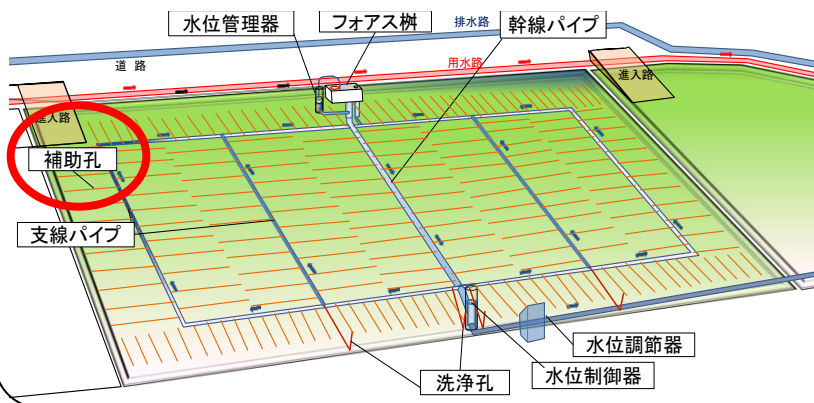 水位管理器
フォアス桝
幹線パイプ
排水路
道 路
用水路
進入路
進入路
補助孔
支線パイプ
水位調節器
洗浄孔
水位制御器